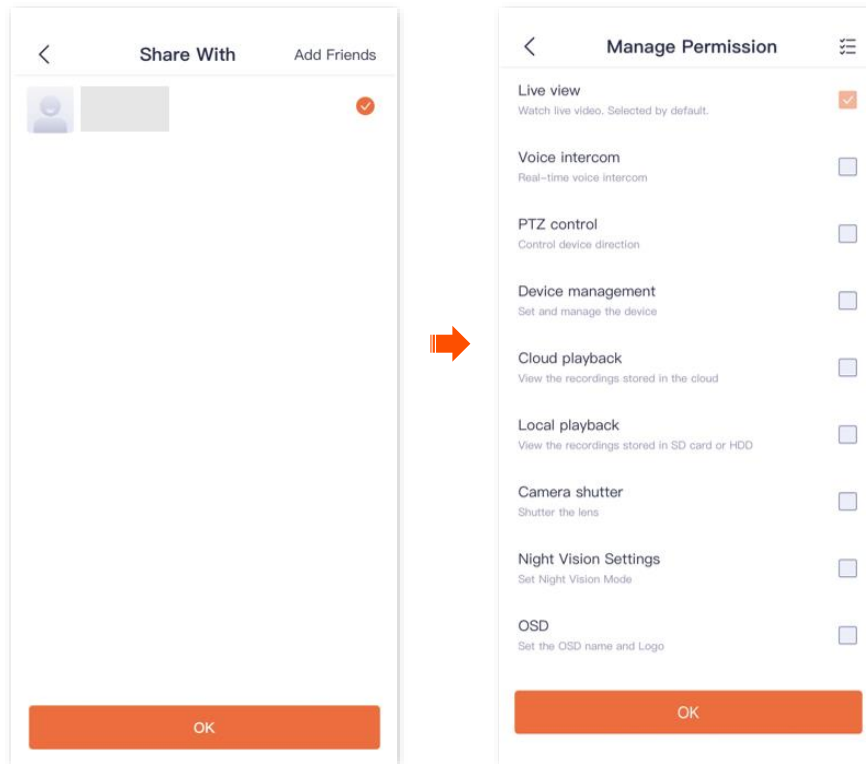 Share With
Add Friends
OK
Manage Permission
Live view
Watch live video. Selected by default.
Voice intercom
Real-time voice intercom
PTZ control
Control device direction
Device management
Set and manage the device
Cloud playback
View the recordings stored in the cloud
Local playback
View the recordings stored in SD card or HDD
Camera shutter
Shutter the lens
Night Vision Settings
Set Night Vision Mode
OSD
Set the OSD name and Logo
OK